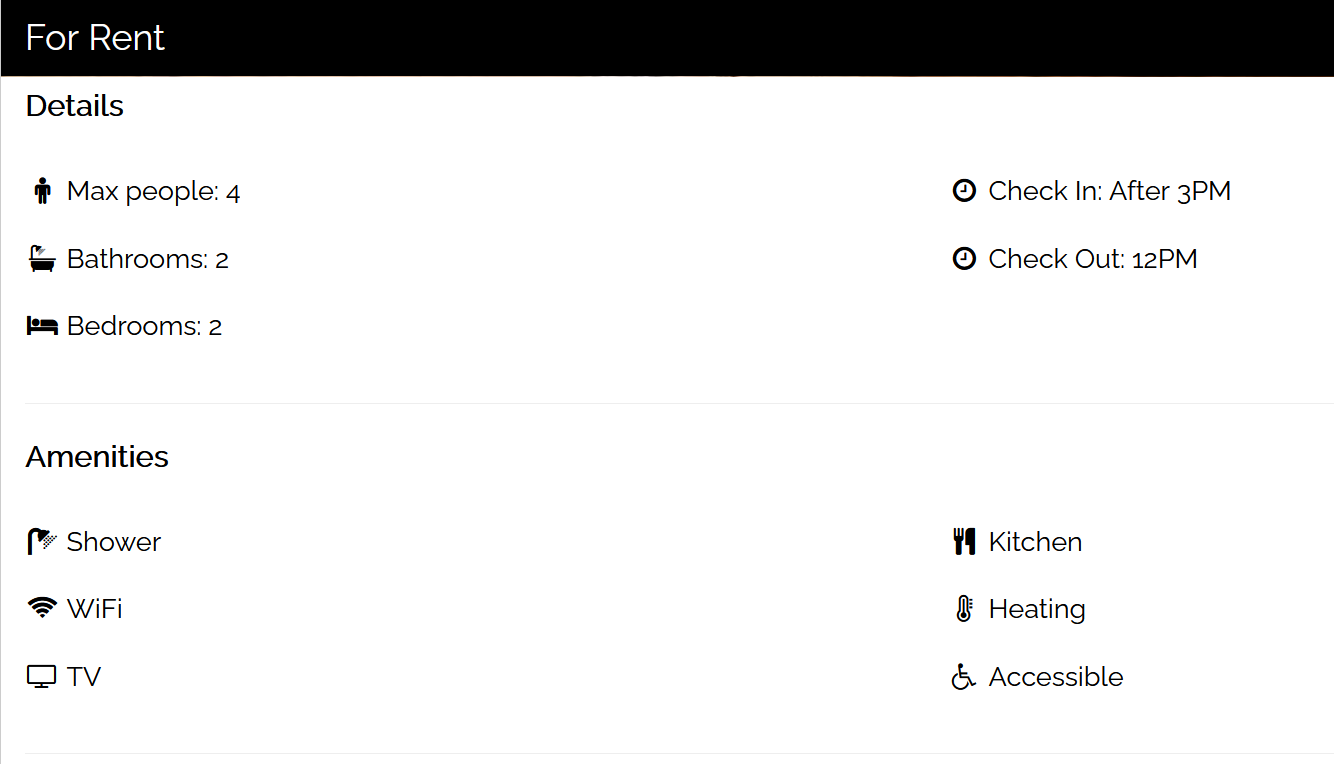 For Rent
Details
Max people: 4
Check In: After 3PM
Bathrooms: 2
Check Out: 12PM
Bedrooms: 2
Amenities
Shower
Kitchen
WiFi
Heating
TV
Accessible